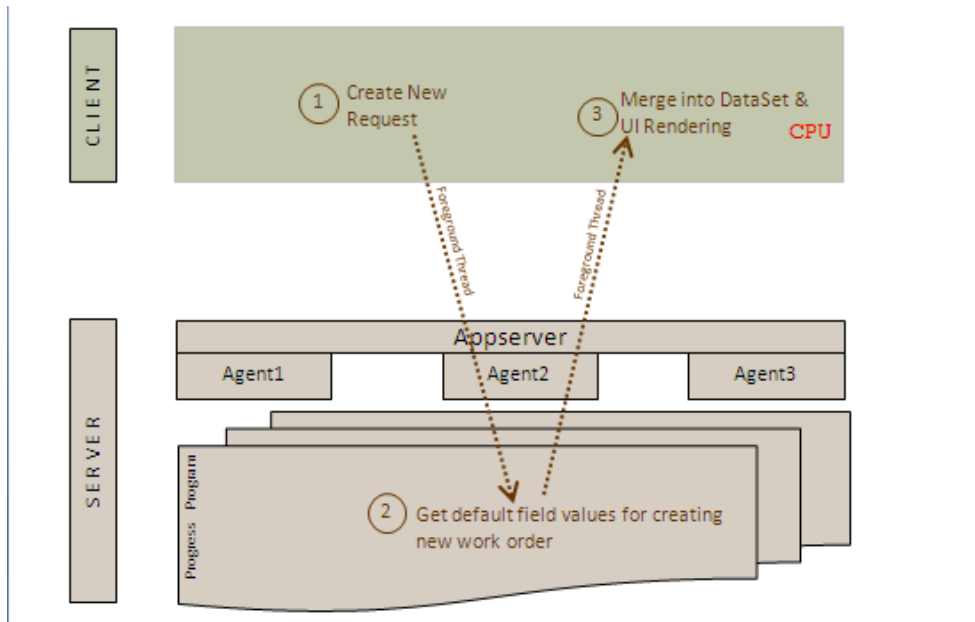 CLIENT
1
Create New
Request
3
Merge into DataSet &
UI Rendering
CPU
Foreground Thread
Foreground Thread
SERVER
Appserver
Agent1
Agent2
Agent3
Progress Program
2
Get default field values for creating
new work order